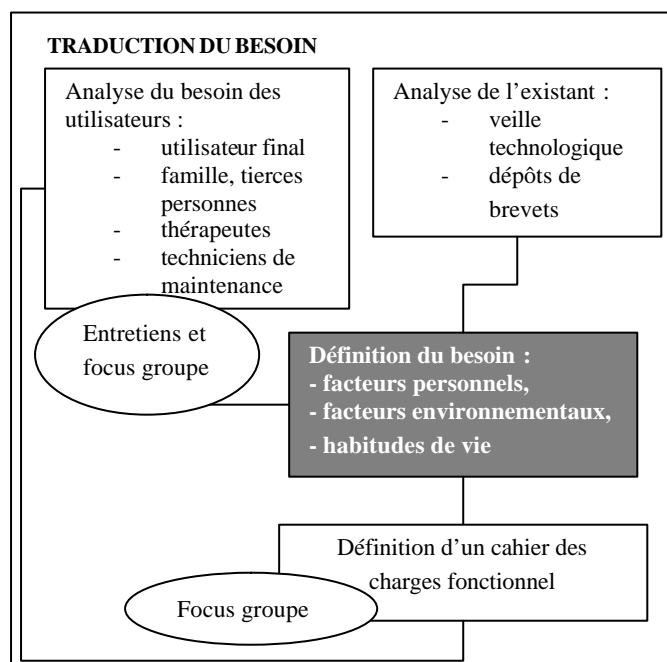 TRADUCTION DU BESOIN
Analyse du besoin des
utilisateurs :
- utilisateur final
- famille, tierces
personnes
- thérapeutes
- techniciens de
maintenance
Analyse de l'existant :
- veille
technologique
- dépôts de
brevets
Entretiens et
focus groupe
Définition du besoin :
- facteurs personnels,
- facteurs environnementaux,
- habitudes de vie
Définition d'un cahier des
charges fonctionnel
Focus groupe